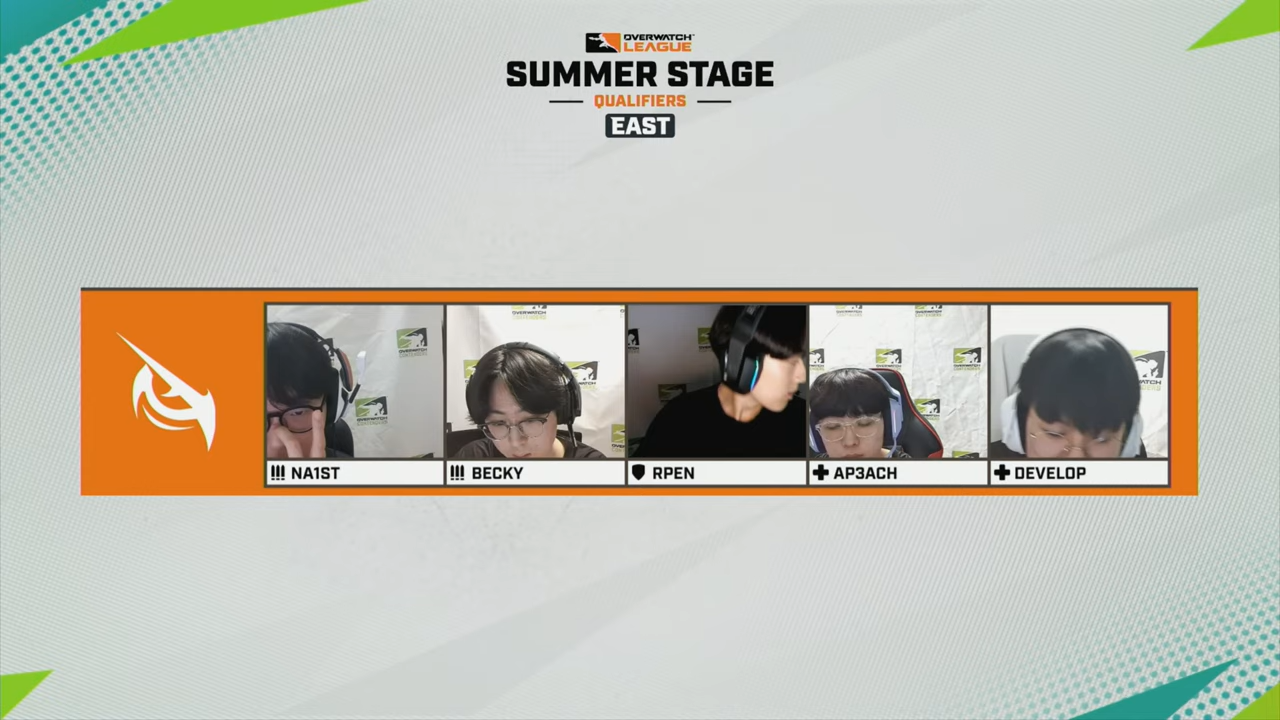 OVERWATCH
LEAGUE
SUMMER STAGE
QUALIFIERS
EAST
NA1ST
BECKY
RPEN
AP3ACH
DEVELOP